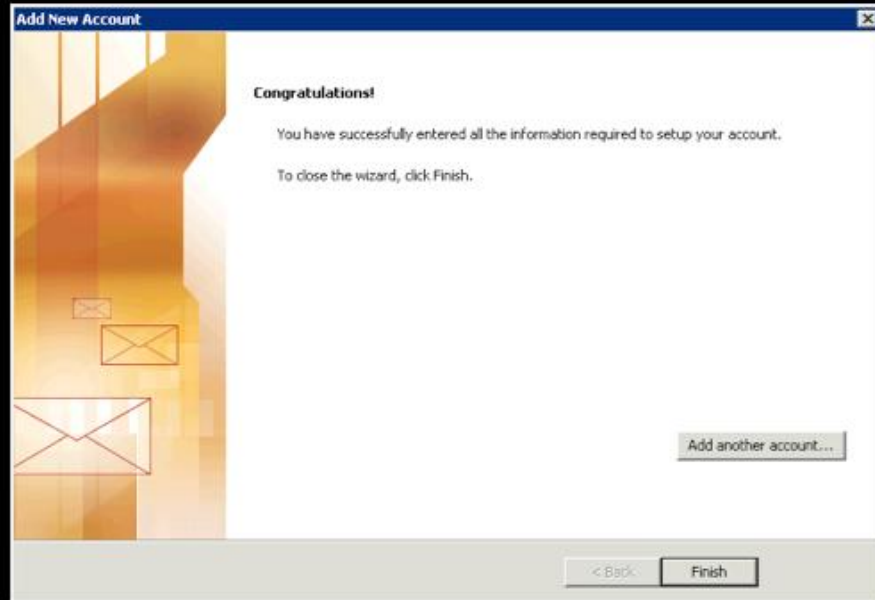 Add New Account
Congratulations!
You have successfully entered all the information required to setup your account.
To close the wizard, click Finish.
Add another account...
< Back
Finish